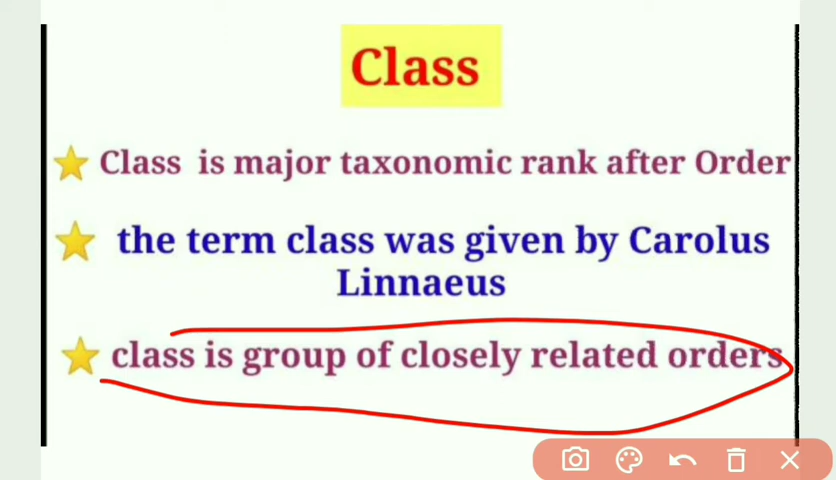 Class
Class is major taxonomic rank after Order
the term class was given by Carolus
Linnaeus
class is group of closely related orders